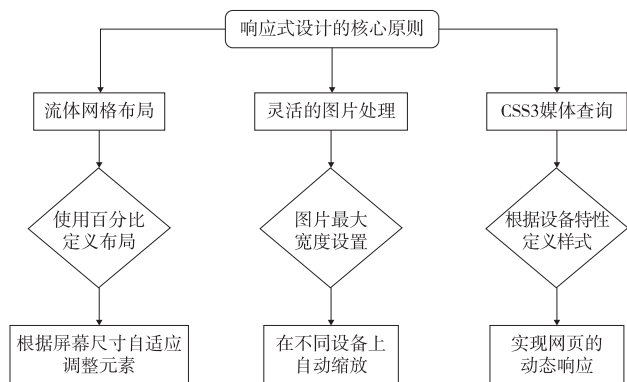 响应式设计的核心原则
流体网格布局
灵活的图片处理
CSS3媒体查询
使用百分比
定义布局
图片最大
宽度设置
根据设备特性
定义样式
根据屏幕尺寸自适应
调整元素
在不同设备上
自动缩放
实现网页的
动态响应